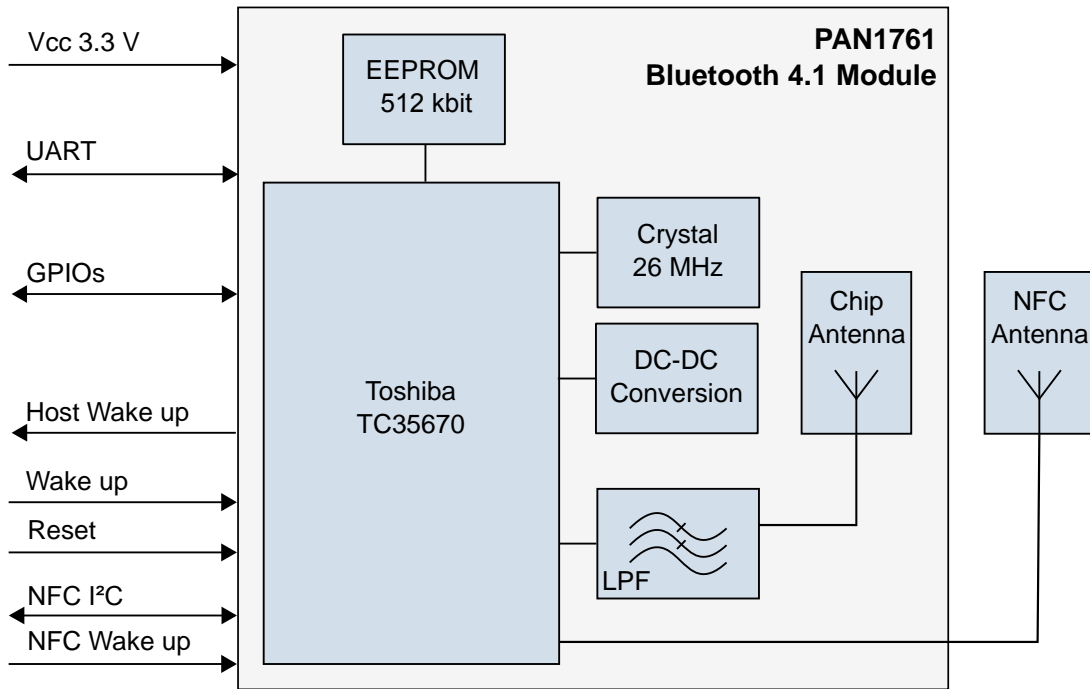 Vcc 3.3 V
UART
GPIOs
Host Wake up
Wake up
Reset
NFC I²C
NFC Wake up
PAN1761
Bluetooth 4.1 Module
EEPROM
512 kbit
Toshiba
TC35670
Crystal
26 MHz
DC-DC
Conversion
LPF
Chip
Antenna
NFC
Antenna